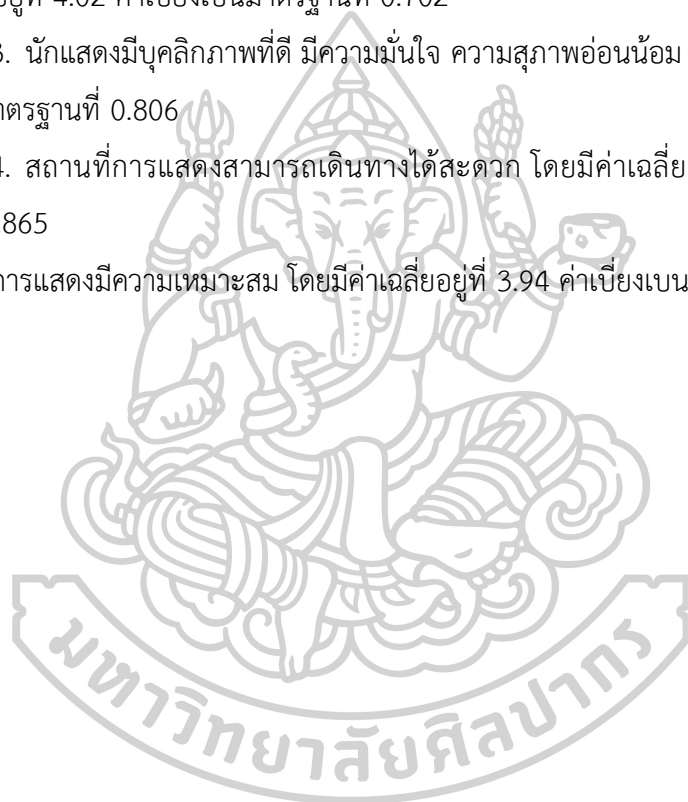 อยู่ที่ 4.02 ค่าเบี่ยงเบนมาตรฐานที่ 0.702
3. นักแสดงมีบุคลิกภาพที่ดี มีความมั่นใจ ความสุภาพอ่อนน้อม
าตรฐานที่ 0.806
4. สถานที่การแสดงสามารถเดินทางได้สะดวก โดยมีค่าเฉลี่ย
.865
การแสดงมีความเหมาะสม โดยมีค่าเฉลี่ยอยู่ที่ 3.94 ค่าเบี่ยงเบน
มหาวิทยาลัยศิลปากร